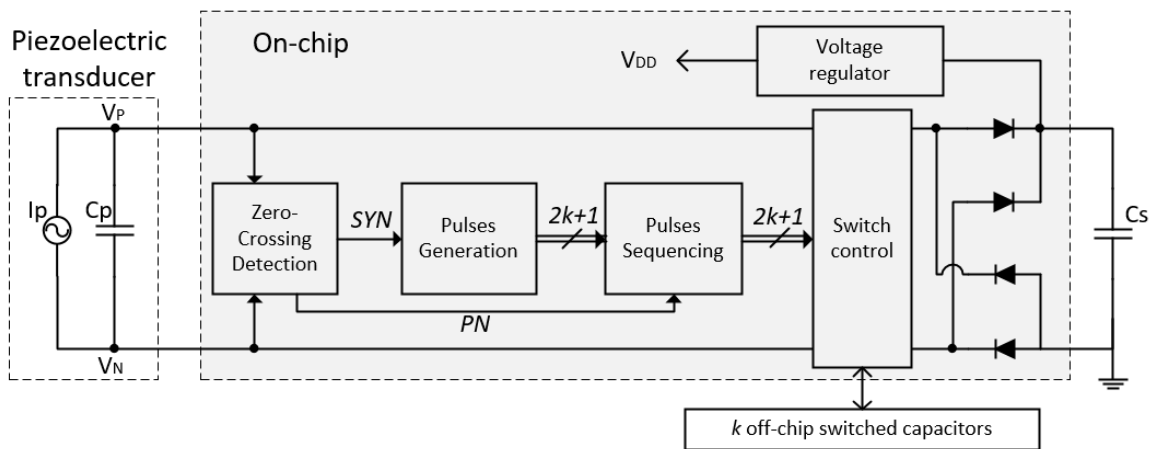 Piezoelectric
transducer
On-chip
Voltage
regulator
VDD
VP
Ip
Cp
Zero-
Crossing
Detection
SYN
Pulses
Generation
2k+1
Pulses
Sequencing
2k+1
Switch
control
Cs
PN
VN
k off-chip switched capacitors